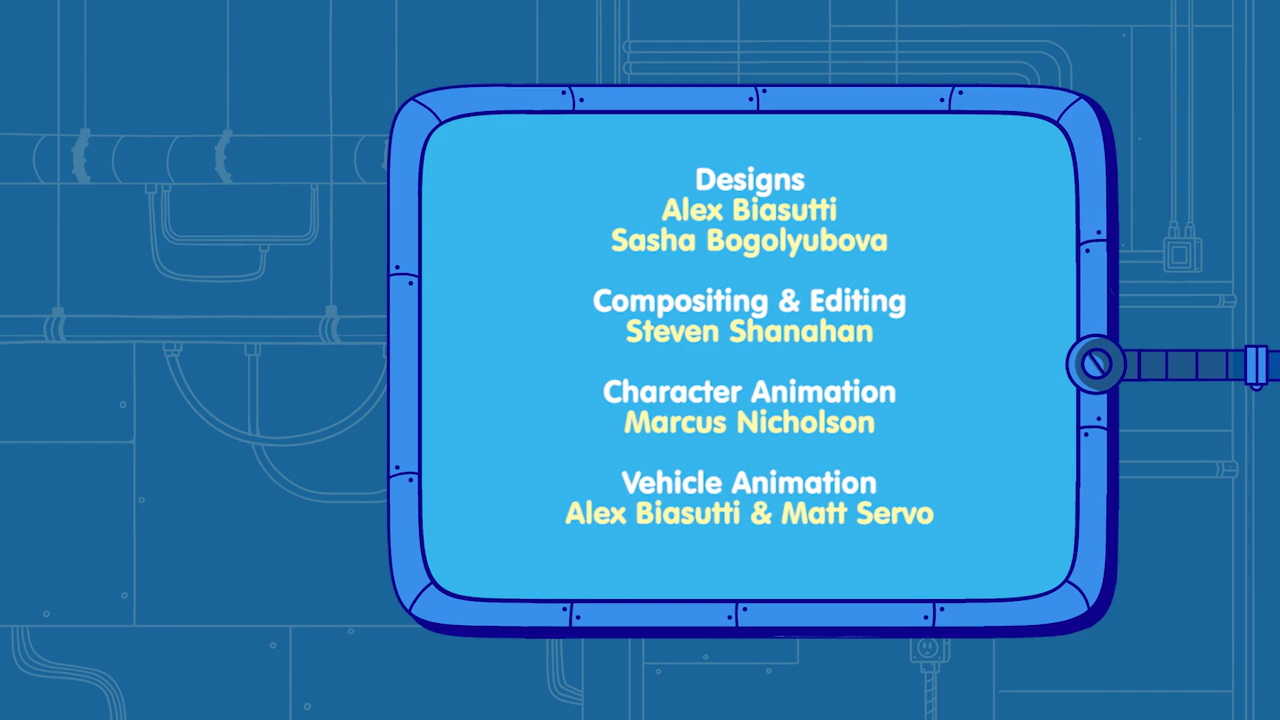 Designs
Alex Biasutti
Sasha Bogolyubova
Compositing & Editing
Steven Shanahan
Character Animation
Marcus Nicholson
Vehicle Animation
Alex Biasutti & Matt Servo